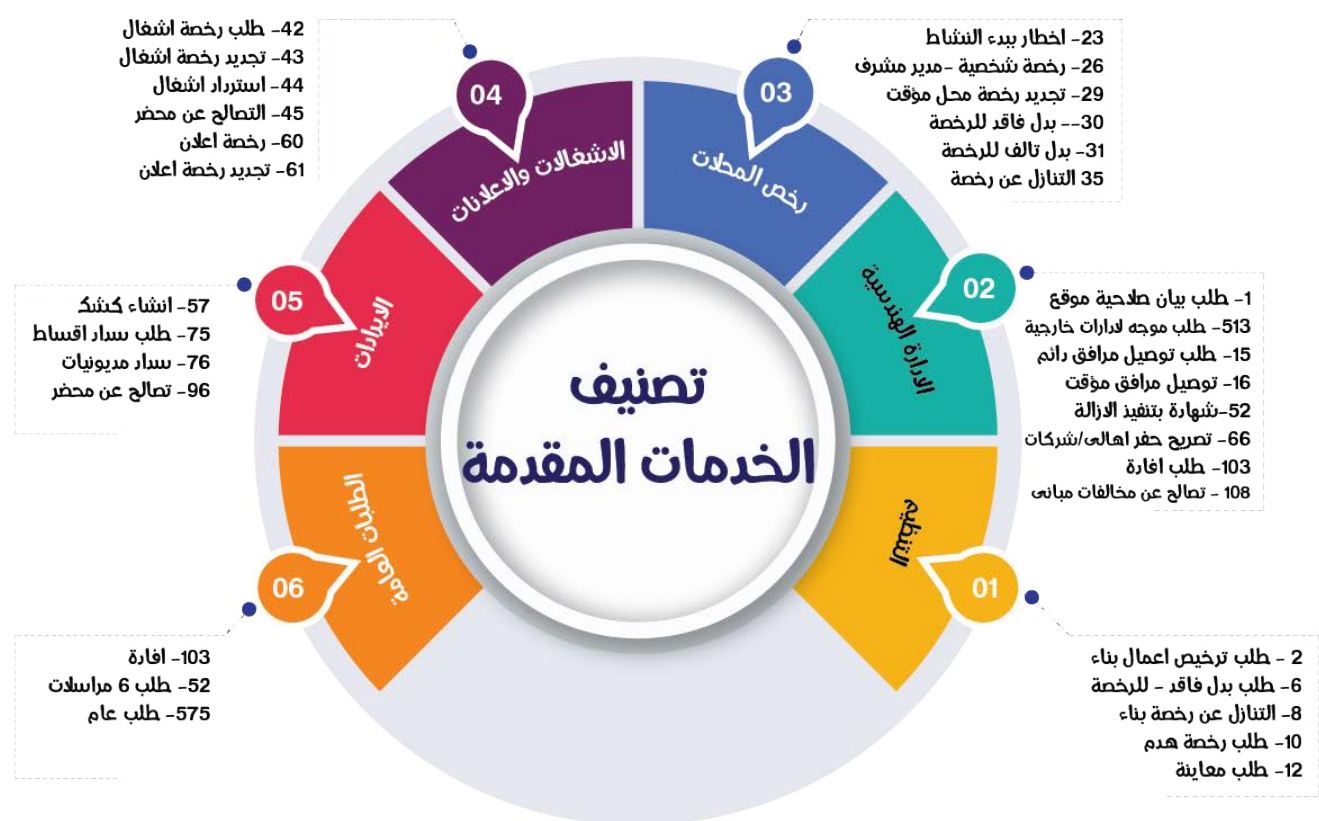 تصنيف
الخدمات المقدمة
01
التنظيم
2 - طلب ترخيص اعمال بناء
6- طلب بدل فاقد - للرخصة
8- التنازل عن رخصة بناء
10- طلب رخصة هدم
12- طلب معاينة
02
الادارة الهندسية
1- طلب بيان صلاحية موقع
513- طلب موجه لادارات خارجية
15- طلب توصيل مرافق دائم
16- توصيل مرافق مؤقت
52-شهادة بتنفيذ الازالة
66- تصريح حفر اهالى/شركات
103- طلب افادة
108 - تصالح عن مخالفات مبانى
03
رخص المحلات
23- اخطار ببدء النشاط
26- رخصة شخصية -مدير مشرف
29- تجديد رخصة محل مؤقت
30-- بدل فاقد للرخصة
31- بدل تالف للرخصة
35 التنازل عن رخصة
04
الاشغالات والاعلانات
42- طلب رخصة اشغال
43- تجديد رخصة اشغال
44- استرداد اشغال
45- التصالح عن محضر
60- رخصة اعلان
61- تجديد رخصة اعلان
05
الايرادات
57- انشاء كشك
75- طلب سداد اقساط
76- سداد مديونيات
96- تصالح عن محضر
06
الطلبات العامة
103- افادة
52- طلب 6 مراسلات
575- طلب عام